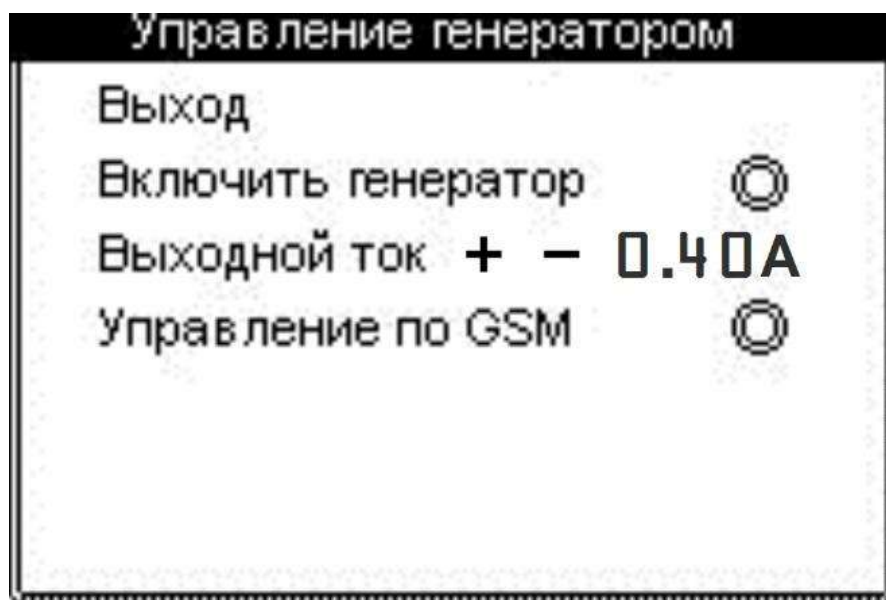 Управление генератором
Выход
Включить генератор
Выходной ток + - 0.40A
Управление по GSM